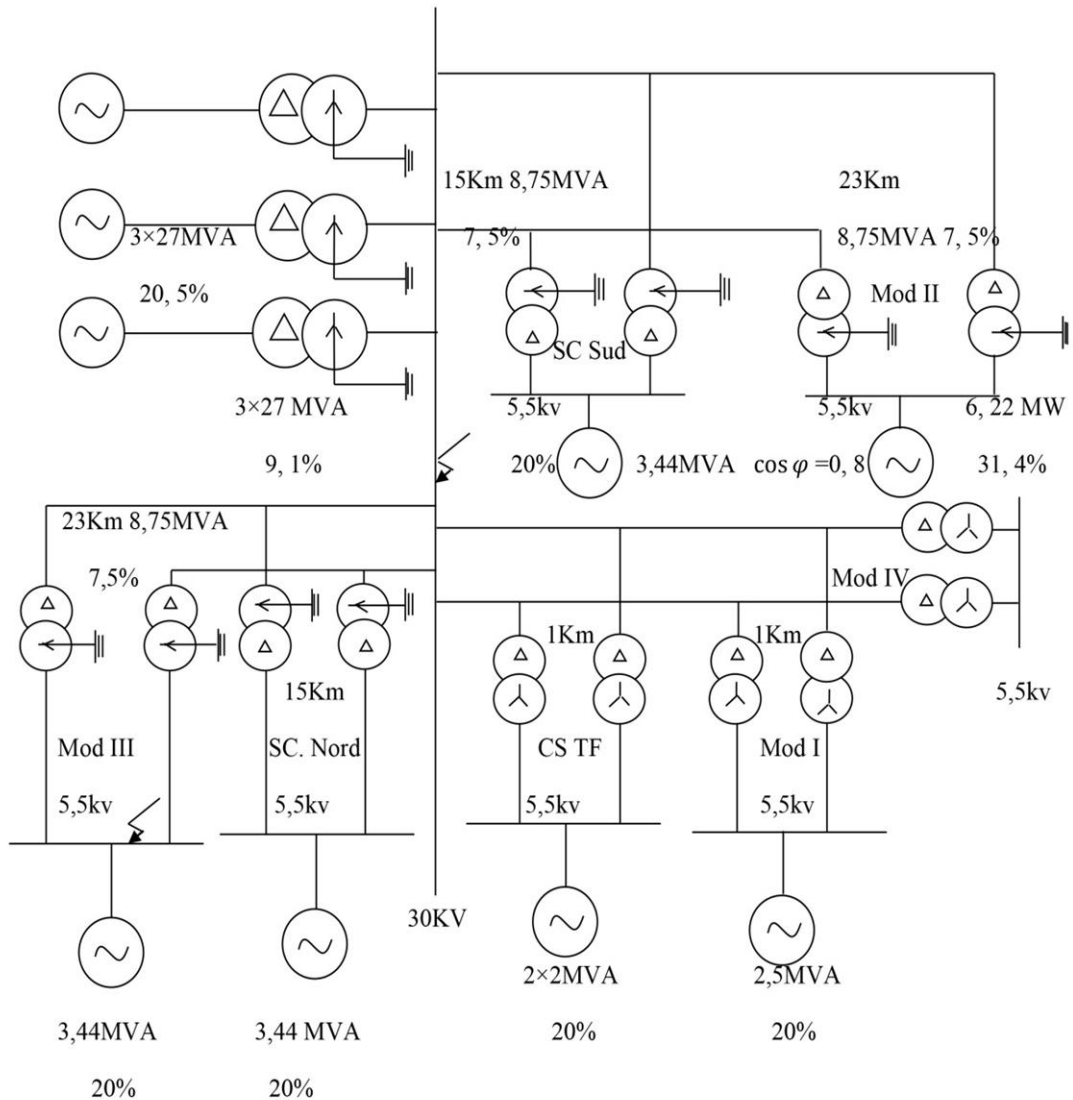 15Km 8,75MVA
23Km
3×27MVA
7, 5%
8,75MVA 7, 5%
20, 5%
Mod II
SC Sud
3×27 MVA
5,5kv
5,5kv
6, 22 MW
9, 1%
20%
3,44MVA
cos φ =0, 8
31, 4%
23Km 8,75MVA
7,5%
Mod IV
1Km
1Km
15Km
5,5kv
Mod III
SC. Nord
CS TF
Mod I
5,5kv
5,5kv
5,5kv
5,5kv
30KV
2×2MVA
2,5MVA
3,44MVA
3,44 MVA
20%
20%
20%
20%